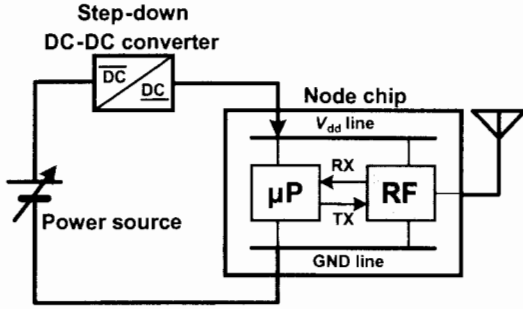 Step-down
DC-DC converter
DC
DC
Node chip
Vdd line
RX
µP
RF
TX
Power source
GND line